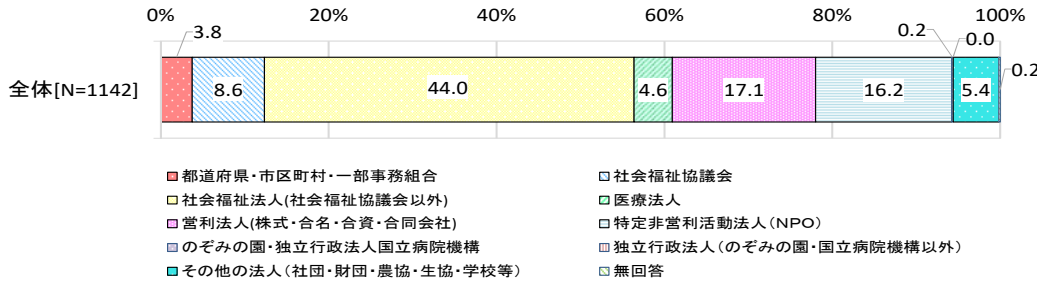 0% 20% 40% 60% 80% 100%
3.8 0.2 0.0
全体[N=1142] 8.6 44.0 4.6 17.1 16.2 5.4 0.2
都道府県・市区町村・一部事務組合 社会福祉協議会
社会福祉法人(社会福祉協議会以外) 医療法人
営利法人(株式・合名・合資・合同会社) 特定非営利活動法人（NPO）
のぞみの園・独立行政法人国立病院機構 独立行政法人（のぞみの園・国立病院機構以外）
その他の法人（社団・財団・農協・生協・学校等） 無回答